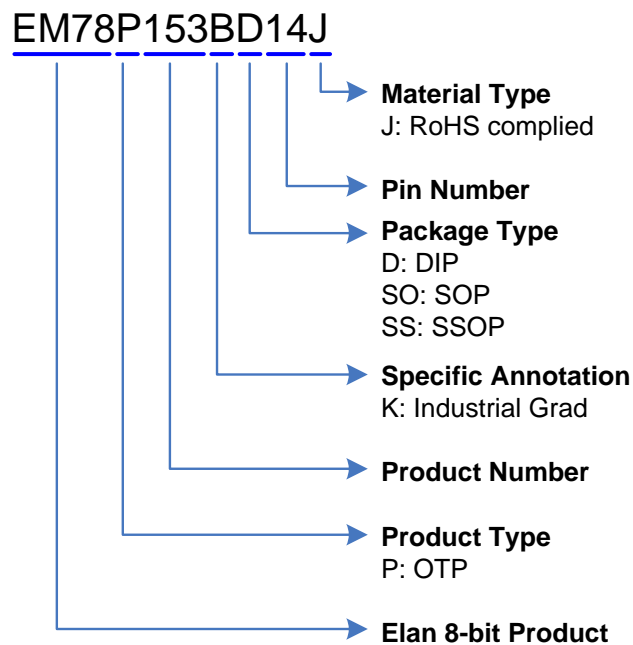 EM78P153BD14J
Material Type
J: RoHS complied
Pin Number
Package Type
D: DIP
SO: SOP
SS: SSOP
Specific Annotation
K: Industrial Grad
Product Number
Product Type
P: OTP
Elan 8-bit Product